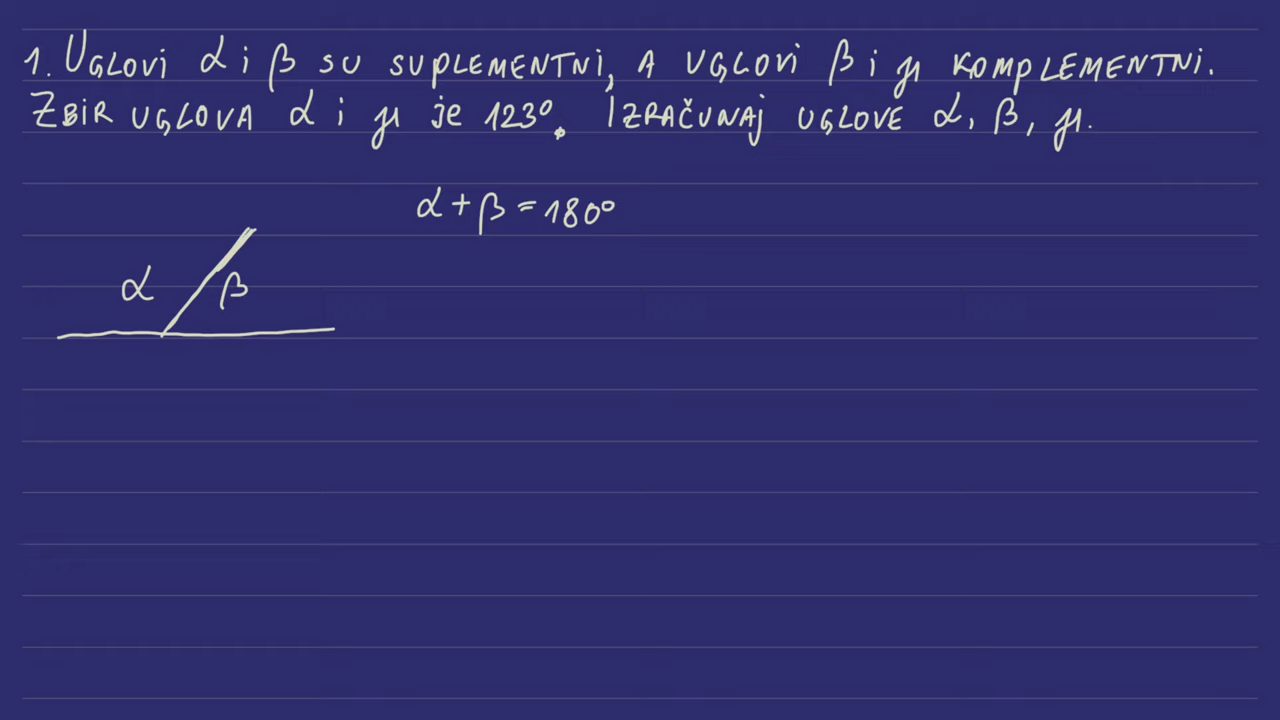 1. Uglovi α i β su suplementni, a uglovi β i μ komplementni.
Zbir uglova α i μ je 123°. Izračunaj uglove α, β, μ.
α + β = 180°
α β